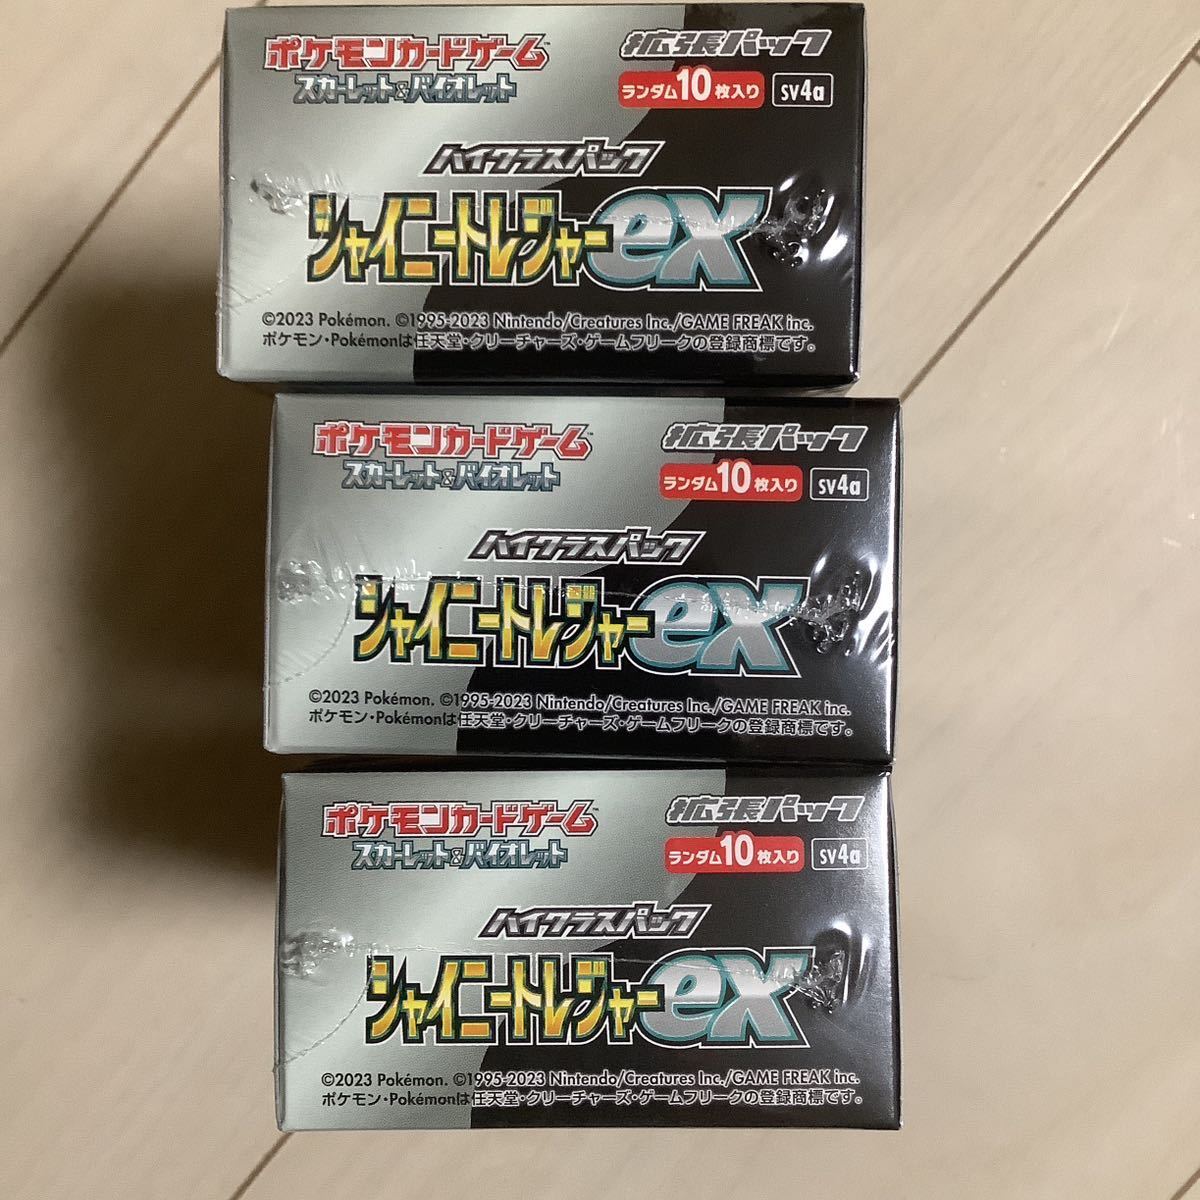 ポケモンカードゲーム
拡張パック
スカーレット&バイオレット
ランダム10枚入り sv4a
ハイクラスパック
シャイニートレジャーex
©2023 Pokémon. ©1995-2023 Nintendo/Creatures Inc./GAME FREAK inc.
ポケモン・Pokémonは任天堂・クリーチャーズ・ゲームフリークの登録商標です。
ポケモンカードゲーム
拡張パック
スカーレット&バイオレット
ランダム10枚入り sv4a
ハイクラスパック
シャイニートレジャーex
©2023 Pokémon. ©1995-2023 Nintendo/Creatures Inc./GAME FREAK inc.
ポケモン・Pokémonは任天堂・クリーチャーズ・ゲームフリークの登録商標です。
ポケモンカードゲーム™
拡張パック
スカーレット&バイオレット
ランダム10枚入り sv4a
ハイクラスパック
シャイニートレジャーex
©2023 Pokémon. ©1995-2023 Nintendo/Creatures Inc./GAME FREAK inc.
ポケモン・Pokémonは任天堂・クリーチャーズ・ゲームフリークの登録商標です。